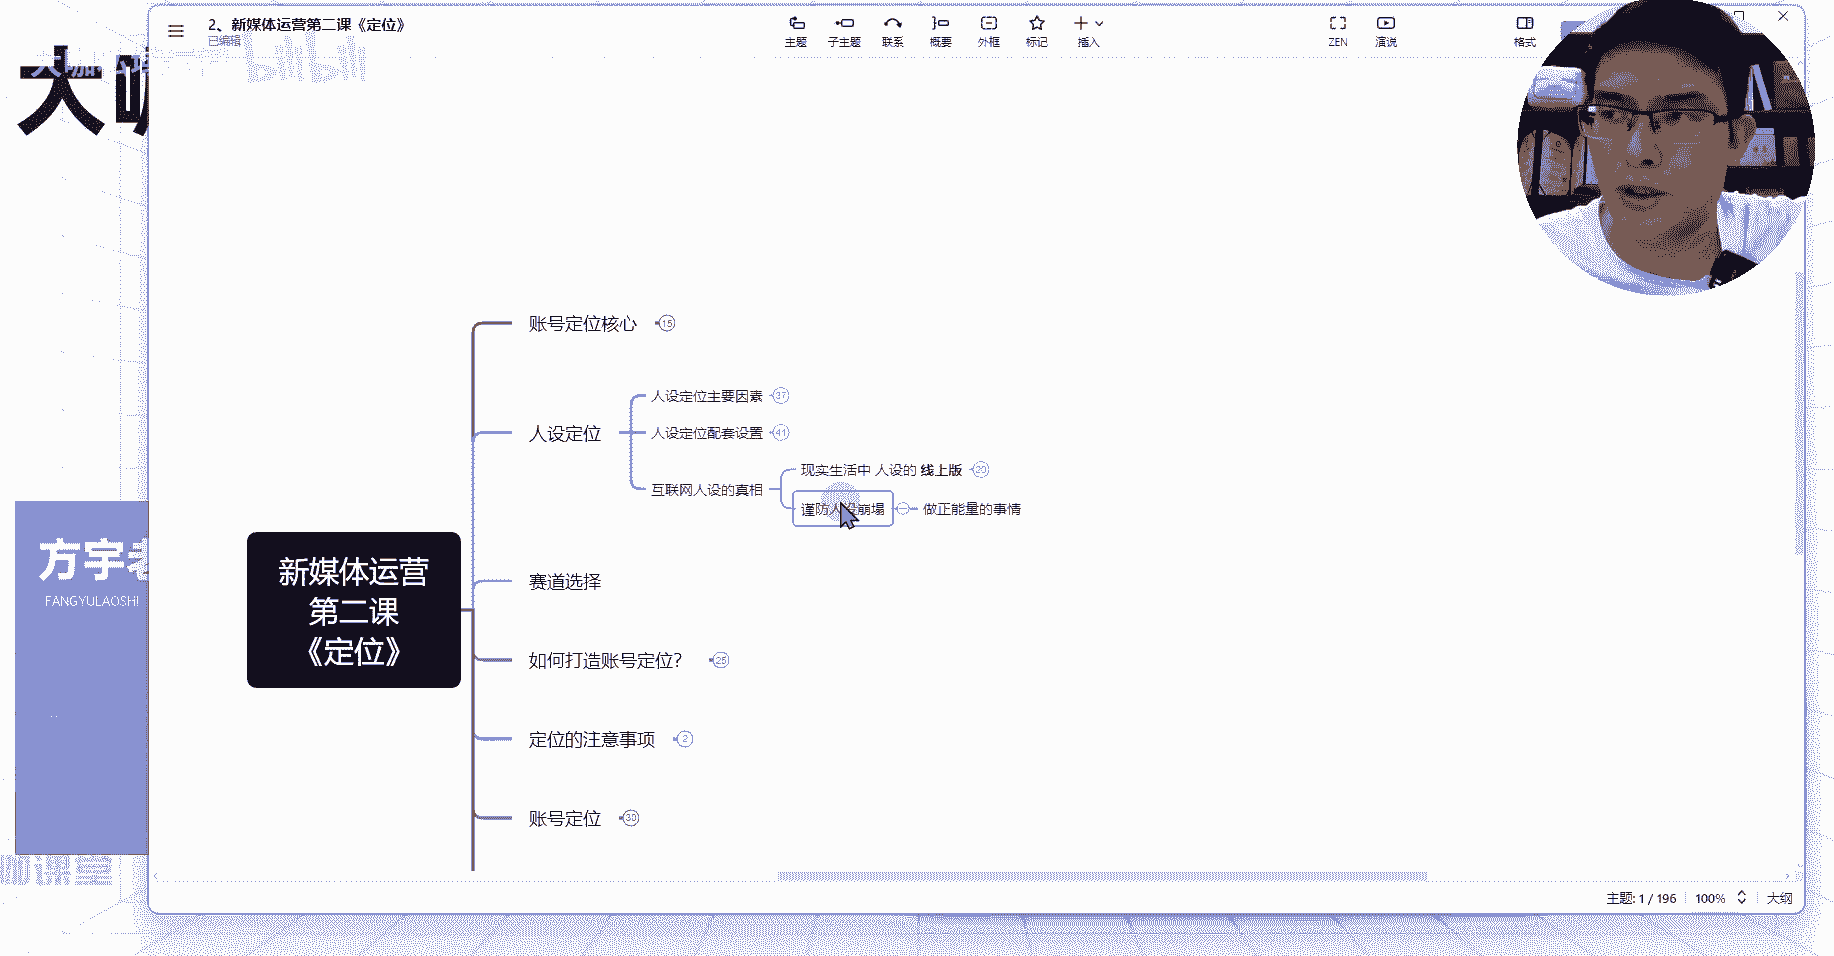 2、新媒体运营第二课《定位》
已编辑
主题
子主题
联系
概要
外框
标记
插入
ZEN
演说
格式
bilibili
账号定位核心 15
人设定位主要因素 37
人设定位
人设定位配套设置 41
现实生活中 人设的 线上版 20
互联网人设的真相
谨防人设崩塌
做正能量的事情
新媒体运营
第二课
《定位》
赛道选择
如何打造账号定位？ 25
定位的注意事项 2
账号定位 30
方宇老
FANGYULAOSHI
咖课堂
主题: 1 / 196
100%
大纲